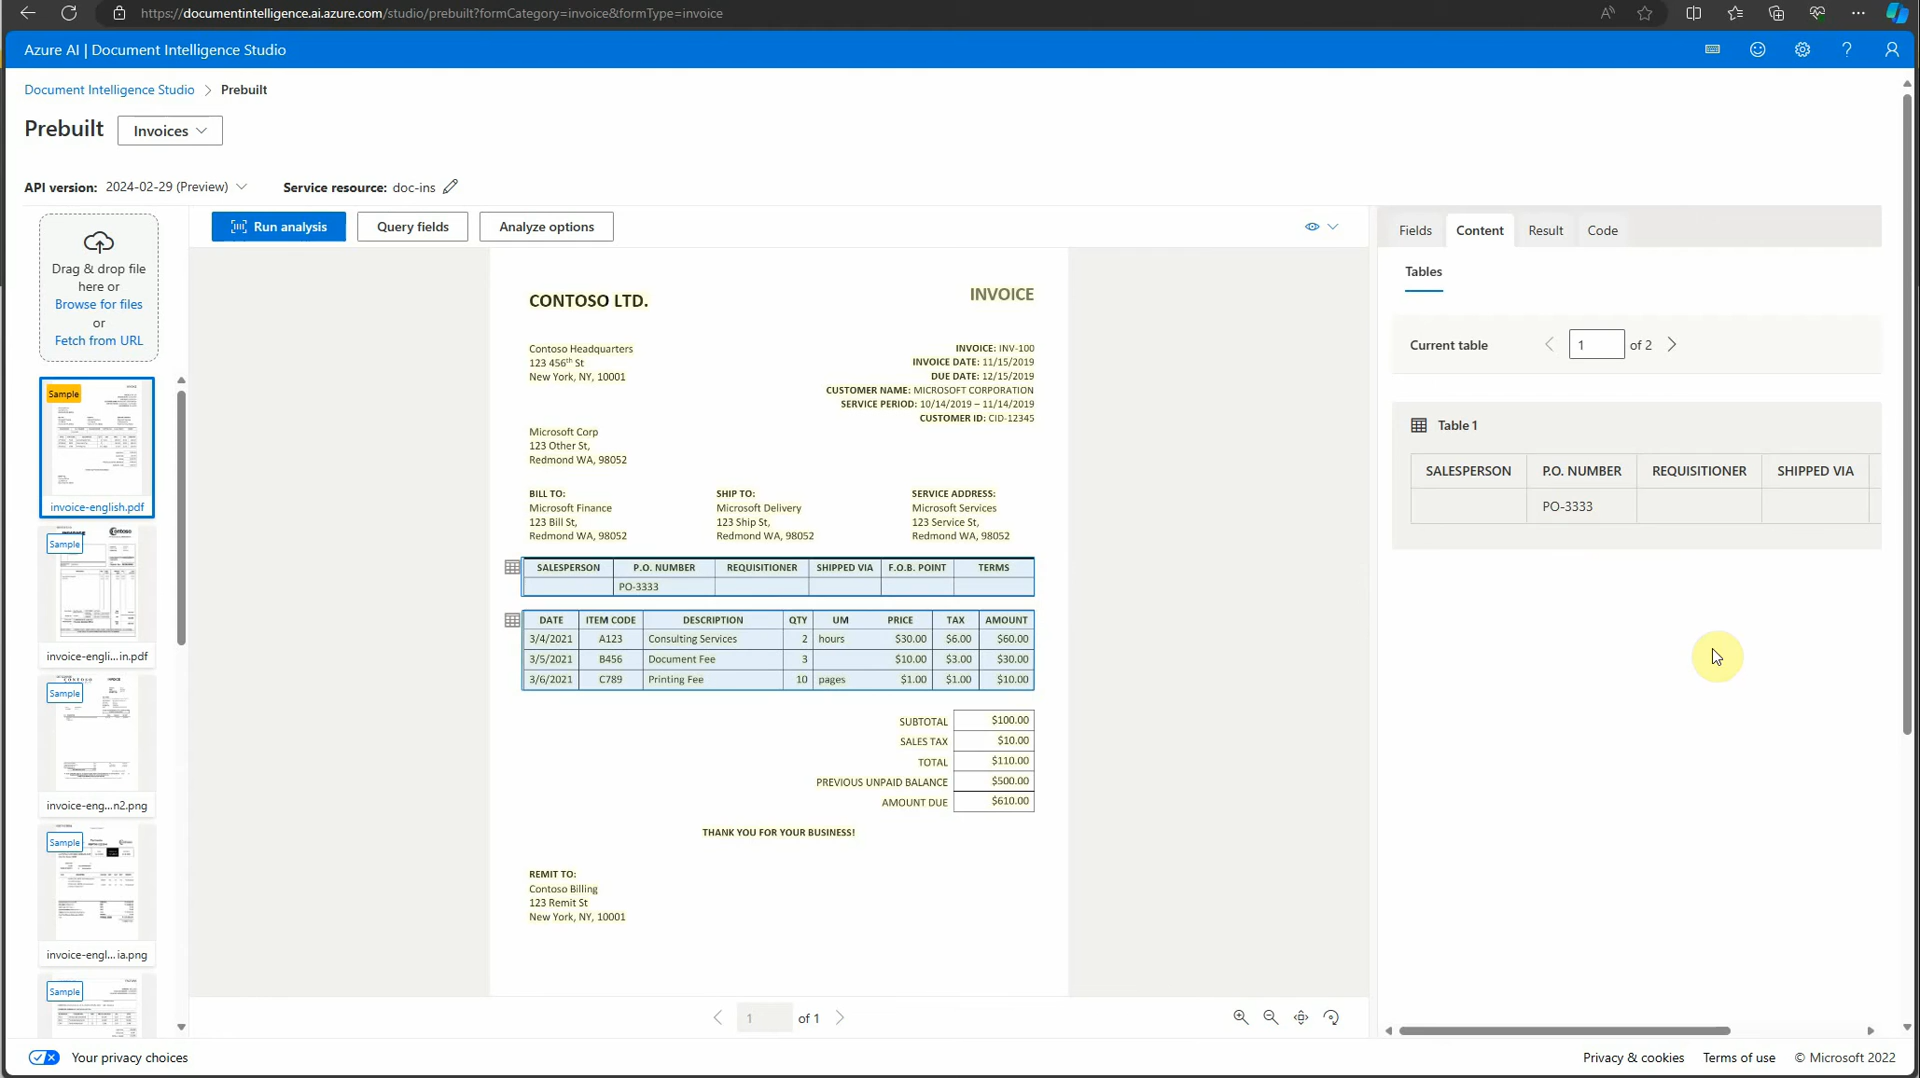 https://documentintelligence.ai.azure.com/studio/prebuilt?formCategory=invoice&formType=invoice
Azure AI | Document Intelligence Studio
Document Intelligence Studio > Prebuilt
Prebuilt
Invoices
API version: 2024-02-29 (Preview)
Service resource: doc-ins
Drag & drop file
here or
Browse for files
or
Fetch from URL
Sample
invoice-english.pdf
Sample
invoice-engli...in.pdf
Sample
invoice-eng...n2.png
Sample
invoice-engl...ia.png
Sample
Run analysis
Query fields
Analyze options
CONTOSO LTD.
INVOICE
Contoso Headquarters
123 456th St
New York, NY, 10001
INVOICE: INV-100
INVOICE DATE: 11/15/2019
DUE DATE: 12/15/2019
CUSTOMER NAME: MICROSOFT CORPORATION
SERVICE PERIOD: 10/14/2019 – 11/14/2019
CUSTOMER ID: CID-12345
Microsoft Corp
123 Other St,
Redmond WA, 98052
BILL TO:
Microsoft Finance
123 Bill St,
Redmond WA, 98052
SHIP TO:
Microsoft Delivery
123 Ship St,
Redmond WA, 98052
SERVICE ADDRESS:
Microsoft Services
123 Service St,
Redmond WA, 98052
SALESPERSON P.O. NUMBER REQUISITIONER SHIPPED VIA F.O.B. POINT TERMS
PO-3333
DATE ITEM CODE DESCRIPTION QTY UM PRICE TAX AMOUNT
3/4/2021 A123 Consulting Services 2 hours $30.00 $6.00 $60.00
3/5/2021 B456 Document Fee 3 $10.00 $3.00 $30.00
3/6/2021 C789 Printing Fee 10 pages $1.00 $1.00 $10.00
SUBTOTAL $100.00
SALES TAX $10.00
TOTAL $110.00
PREVIOUS UNPAID BALANCE $500.00
AMOUNT DUE $610.00
THANK YOU FOR YOUR BUSINESS!
REMIT TO:
Contoso Billing
123 Remit St
New York, NY, 10001
1 of 1
Fields Content Result Code
Tables
Current table 1 of 2
Table 1
SALESPERSON P.O. NUMBER REQUISITIONER SHIPPED VIA
PO-3333
Your privacy choices
Privacy & cookies Terms of use © Microsoft 2022